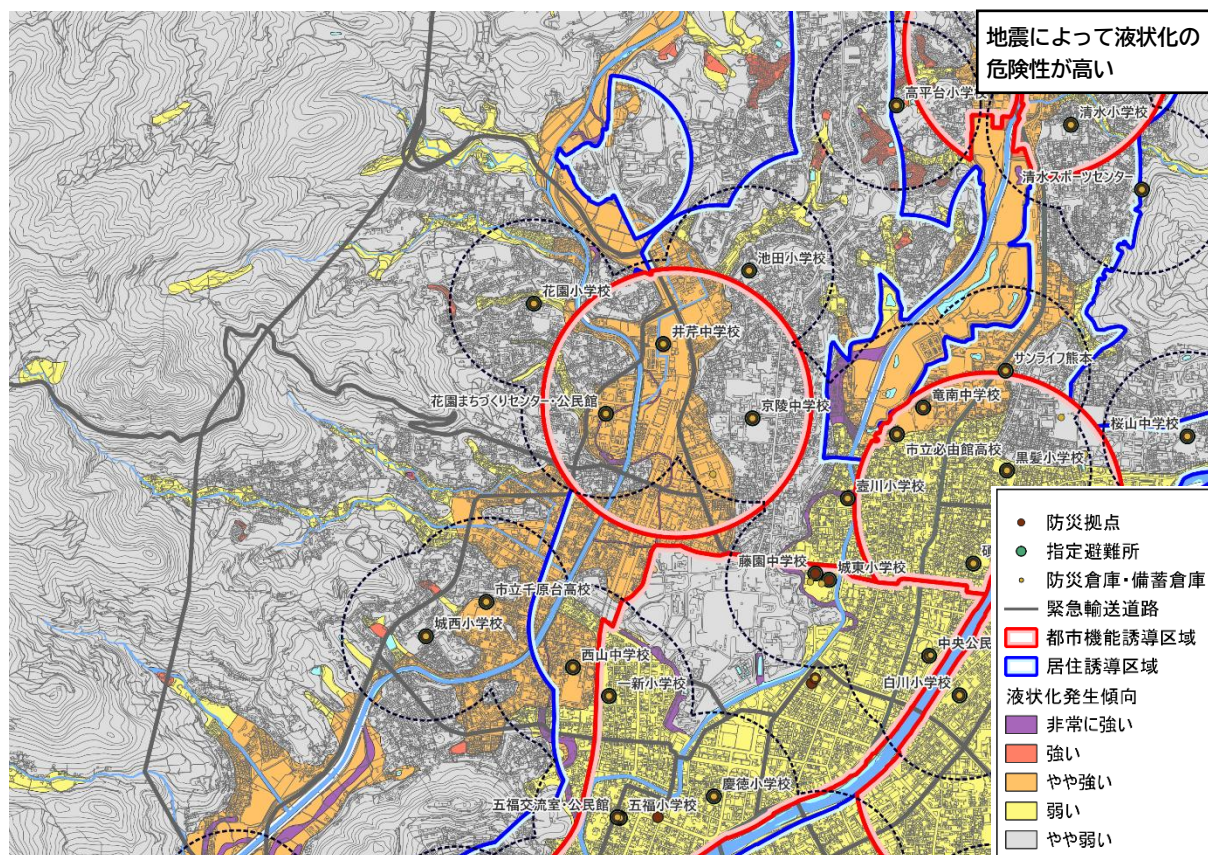 地震によって液状化の
危険性が高い
高平台小学校
清水小学校
清水スポーツセンター
池田小学校
花園小学校
井芹中学校
サンライフ熊本
花園まちづくりセンター・公民館
京陵中学校
竜南中学校
桜山中学校
市立必由館高校
黒髪小学校
壺川小学校
藤園中学校
城東小学校
市立千原台高校
城西小学校
西山中学校
一新小学校
中央公民
白川小学校
慶徳小学校
五福交流室・公民館
五福小学校
防災拠点
指定避難所
防災倉庫・備蓄倉庫
緊急輸送道路
都市機能誘導区域
居住誘導区域
液状化発生傾向
非常に強い
強い
やや強い
弱い
やや弱い